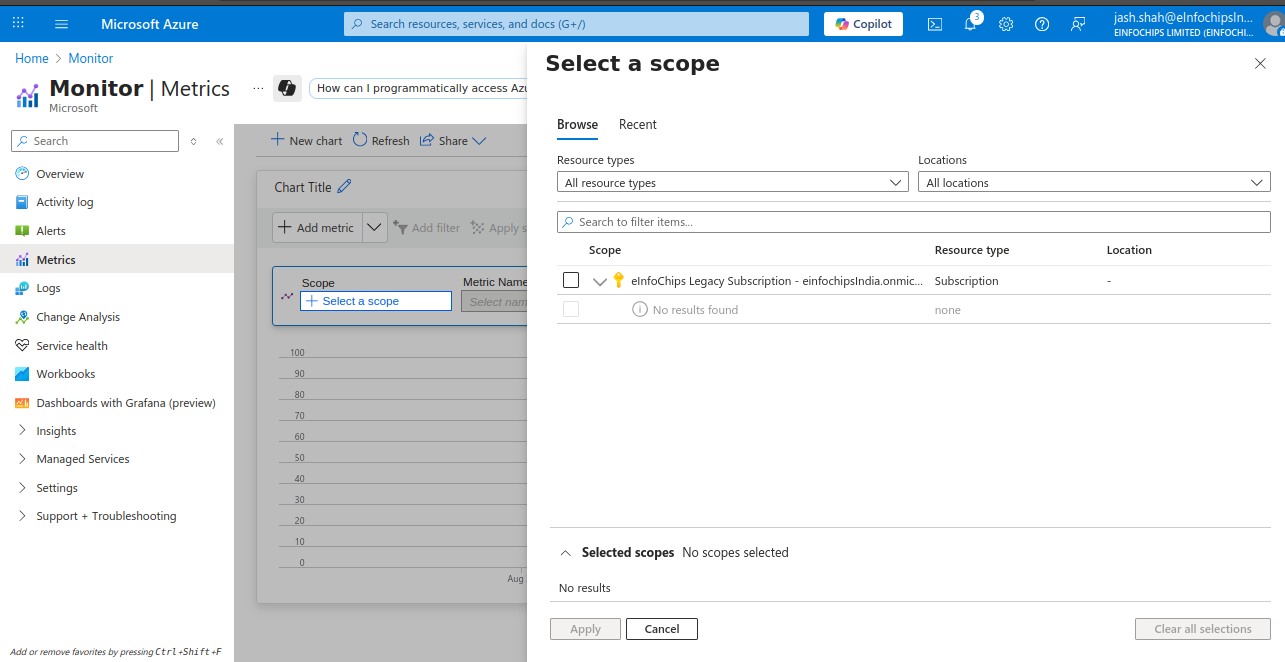 Microsoft Azure
Search resources, services, and docs (G+/)
Copilot
3
jash.shah@eInfochipsIn...
EINFOCHIPS LIMITED (EINFOCHI...
Home > Monitor
Monitor | Metrics
Microsoft
...
How can I programmatically access Azu
Search
Overview
Activity log
Alerts
Metrics
Logs
Change Analysis
Service health
Workbooks
Dashboards with Grafana (preview)
Insights
Managed Services
Settings
Support + Troubleshooting
Add or remove favorites by pressing Ctrl+Shift+F
New chart
Refresh
Share
Chart Title
Add metric
Add filter
Apply s
Scope
Metric Name
Select a scope
Select nam
100
90
80
70
60
50
40
30
20
10
0
Aug
Select a scope
Browse
Recent
Resource types
Locations
All resource types
All locations
Search to filter items...
Scope
Resource type
Location
eInfoChips Legacy Subscription - einfochipsIndia.onmic...
Subscription
-
No results found
none
Selected scopes No scopes selected
No results
Apply
Cancel
Clear all selections